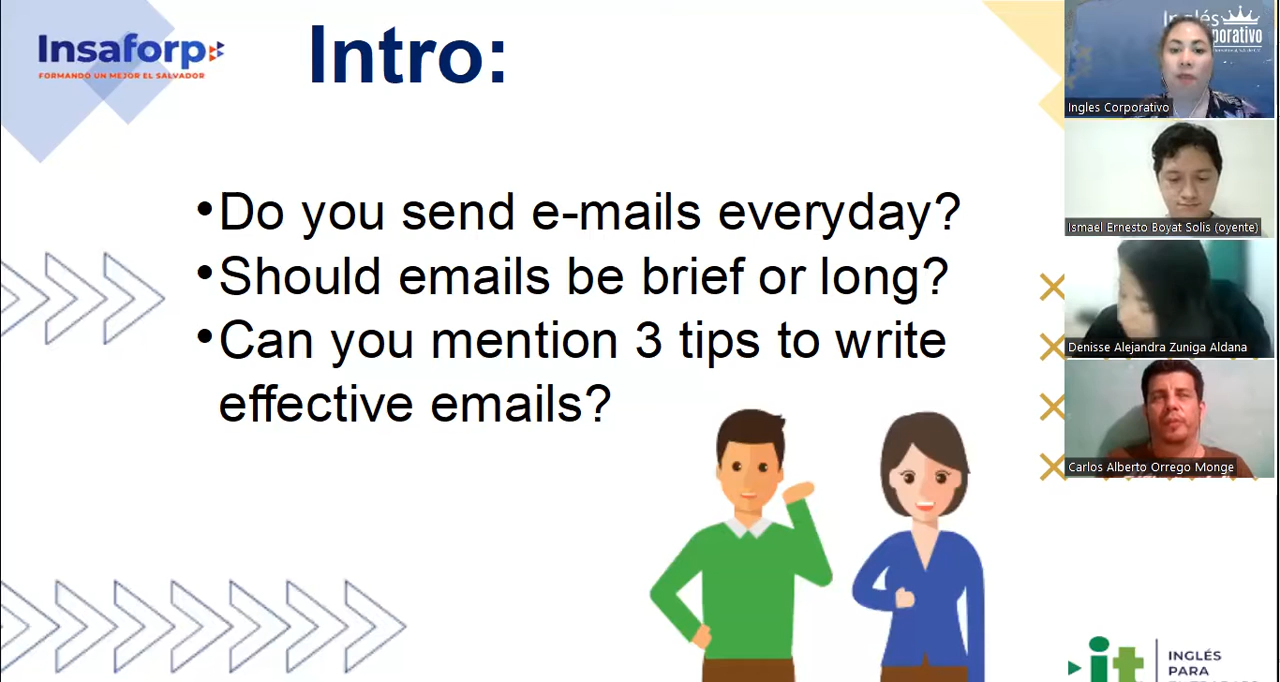 Insaforp
FORMANDO UN MEJOR EL SALVADOR
Intro:
•Do you send e-mails everyday?
•Should emails be brief or long?
•Can you mention 3 tips to write
effective emails?
Ingles Corporativo
Ismael Ernesto Boyat Solis (oyente)
Denisse Alejandra Zuniga Aldana
Carlos Alberto Orrego Monge
it
INGLÉS
PARA